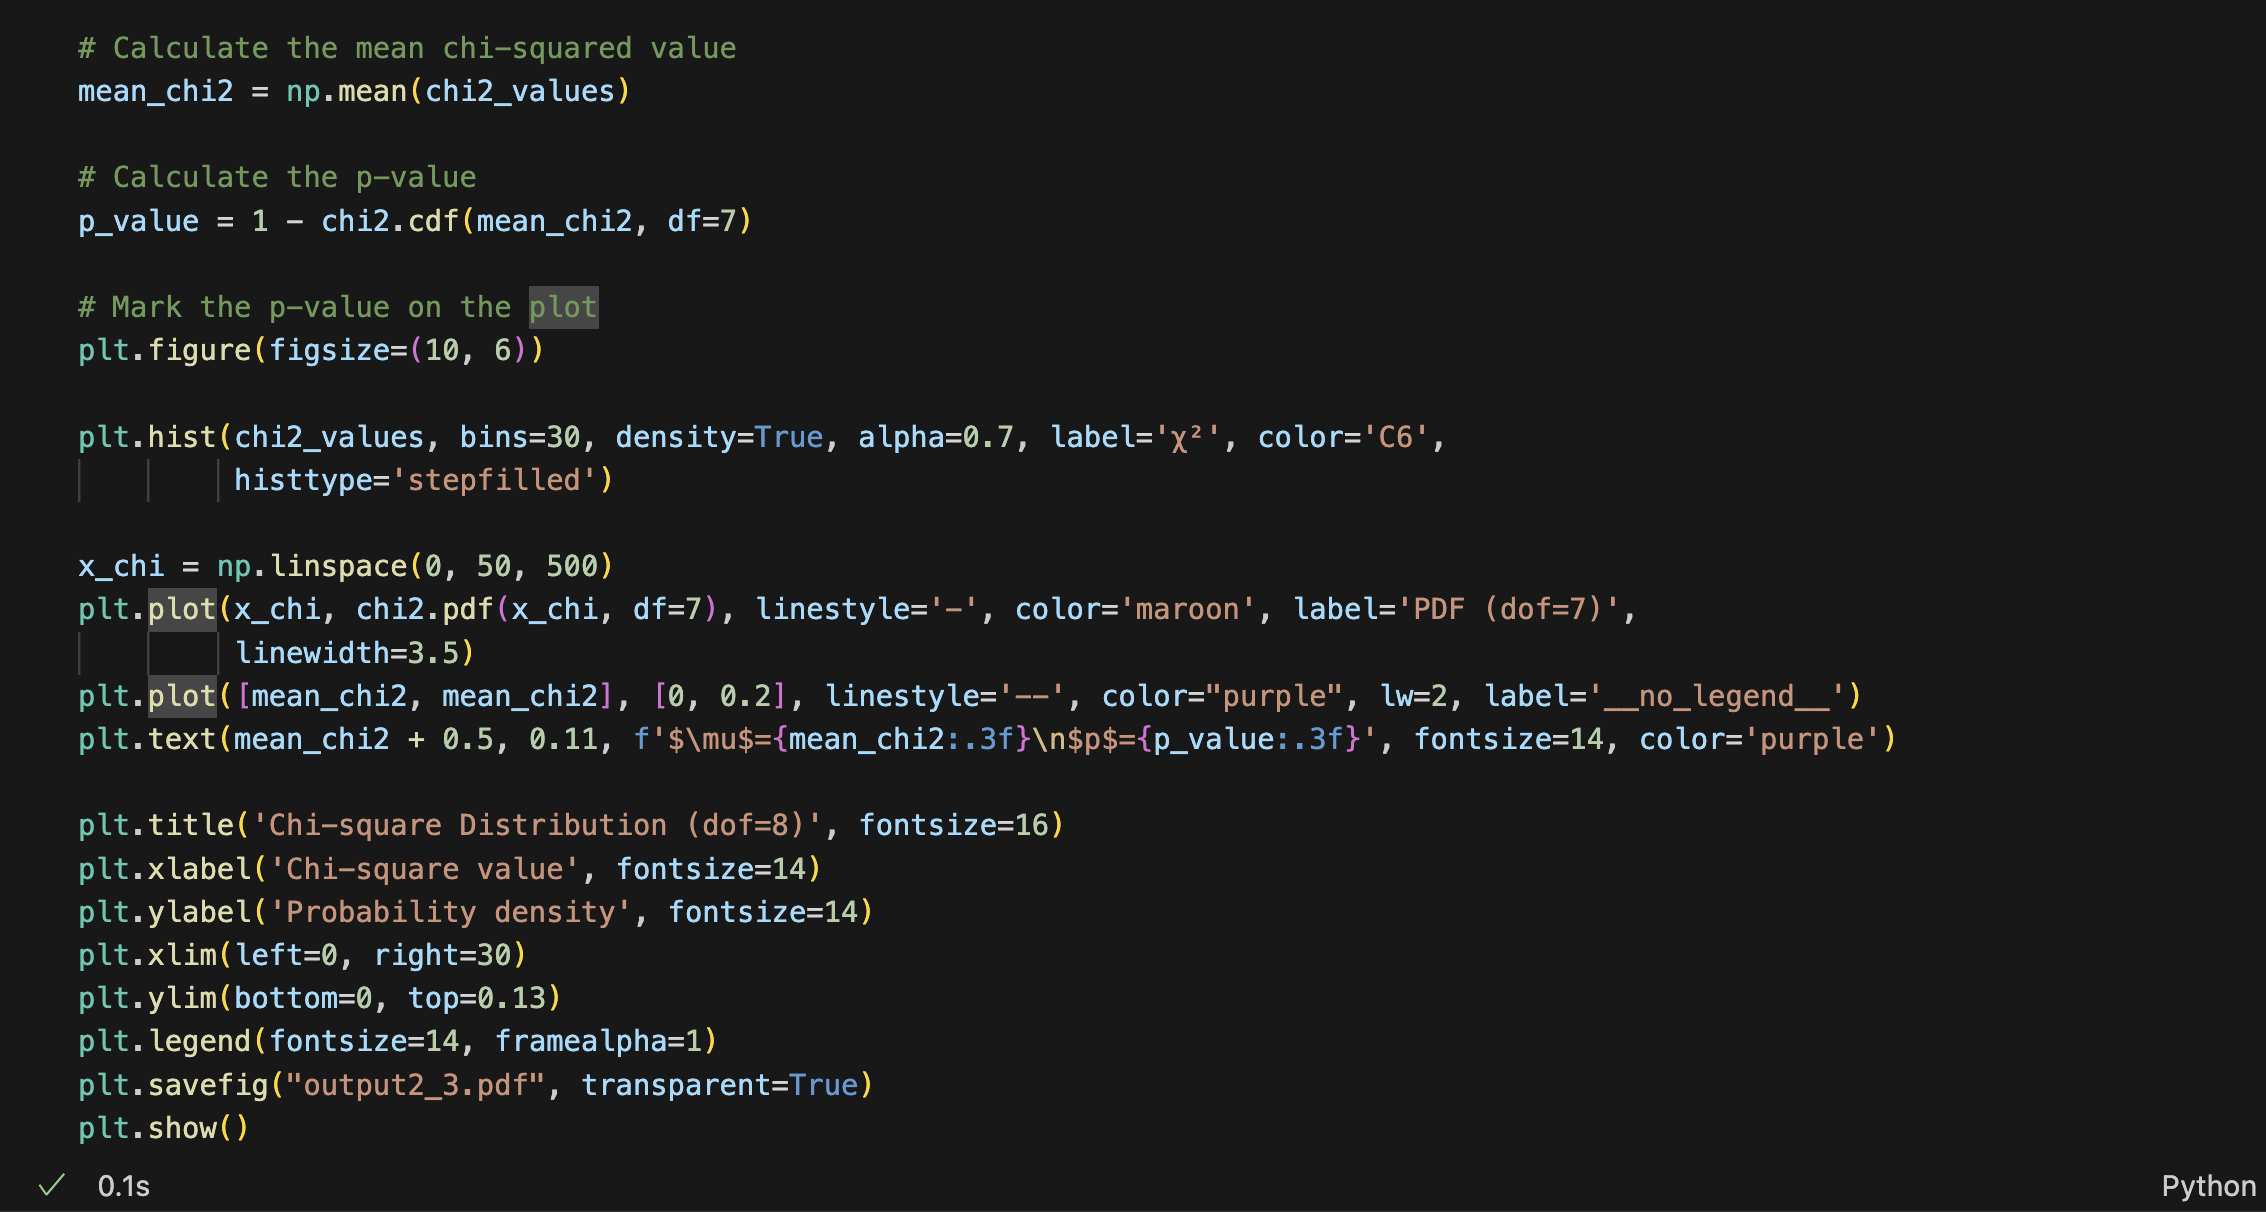 # Calculate the mean chi-squared value
mean_chi2 = np.mean(chi2_values)
# Calculate the p-value
p_value = 1 - chi2.cdf(mean_chi2, df=7)
# Mark the p-value on the plot
plt.figure(figsize=(10, 6))
plt.hist(chi2_values, bins=30, density=True, alpha=0.7, label='χ²', color='C6',
         histtype='stepfilled')
x_chi = np.linspace(0, 50, 500)
plt.plot(x_chi, chi2.pdf(x_chi, df=7), linestyle='-', color='maroon', label='PDF (dof=7)',
         linewidth=3.5)
plt.plot([mean_chi2, mean_chi2], [0, 0.2], linestyle='--', color="purple", lw=2, label='__no_legend__')
plt.text(mean_chi2 + 0.5, 0.11, f'$\mu$={mean_chi2:.3f}\n$p$={p_value:.3f}', fontsize=14, color='purple')
plt.title('Chi-square Distribution (dof=8)', fontsize=16)
plt.xlabel('Chi-square value', fontsize=14)
plt.ylabel('Probability density', fontsize=14)
plt.xlim(left=0, right=30)
plt.ylim(bottom=0, top=0.13)
plt.legend(fontsize=14, framealpha=1)
plt.savefig("output2_3.pdf", transparent=True)
plt.show()
0.1s
Python